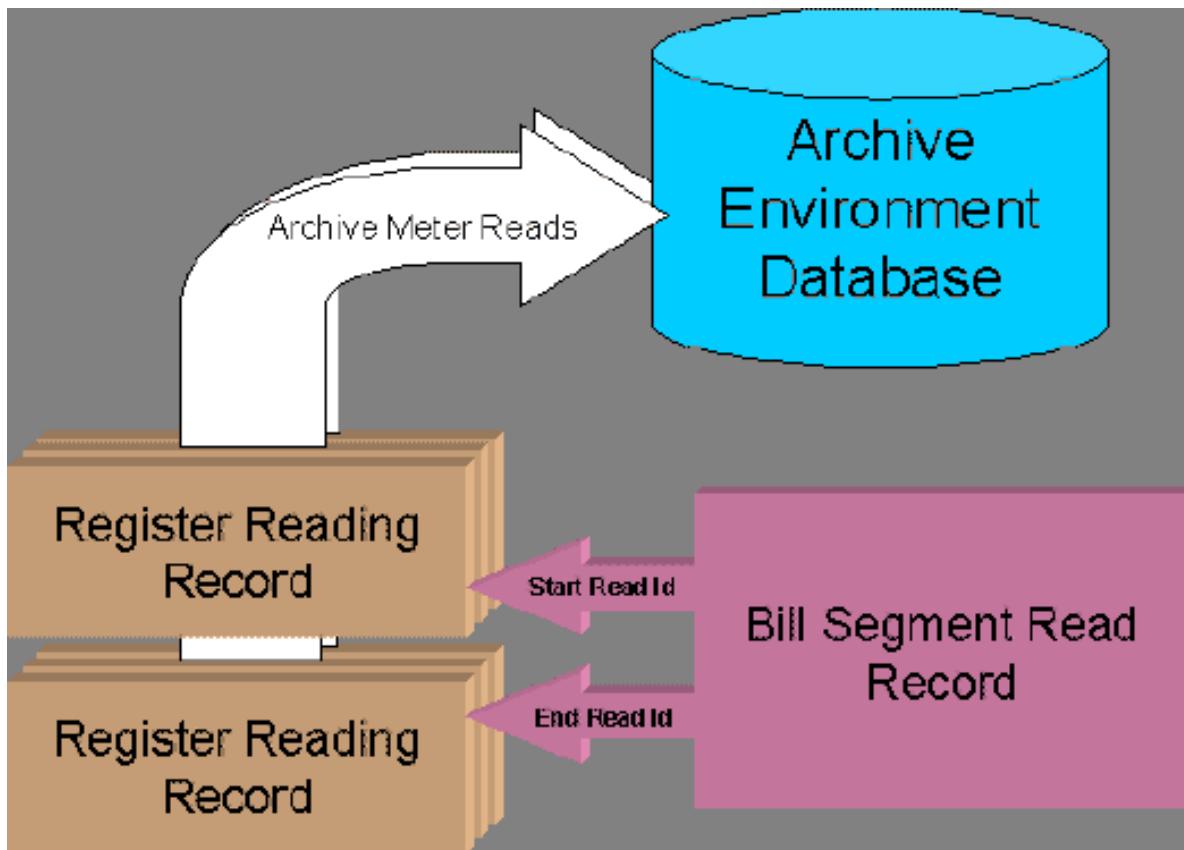 Archive
Environment
Database
Archive Meter Reads
Register Reading
Record
Start Read Id
Bill Segment Read
Record
End Read Id
Register Reading
Record